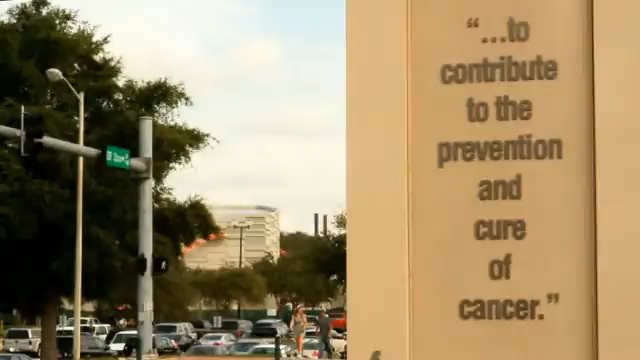 “...to
contribute
to the
prevention
and
cure
of
cancer.”